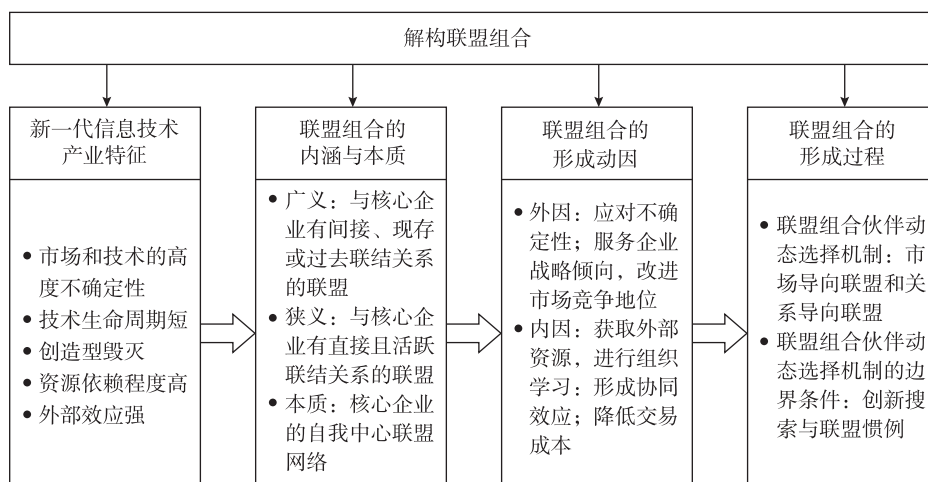 解构联盟组合
新一代信息技术
产业特征
● 市场和技术的高
度不确定性
● 技术生命周期短
● 创造型毁灭
● 资源依赖程度高
● 外部效应强
联盟组合的
内涵与本质
● 广义：与核心企
业有间接、现存
或过去联结关系
的联盟
● 狭义：与核心企
业有直接且活跃
联结关系的联盟
● 本质：核心企业
的自我中心联盟
网络
联盟组合的
形成动因
● 外因：应对不确
定性；服务企业
战略倾向，改进
市场竞争地位
● 内因：获取外部
资源，进行组织
学习：形成协同
效应；降低交易
成本
联盟组合的
形成过程
● 联盟组合伙伴动
态选择机制：市
场导向联盟和关
系导向联盟
● 联盟组合伙伴动
态选择机制的边
界条件：创新搜
索与联盟惯例